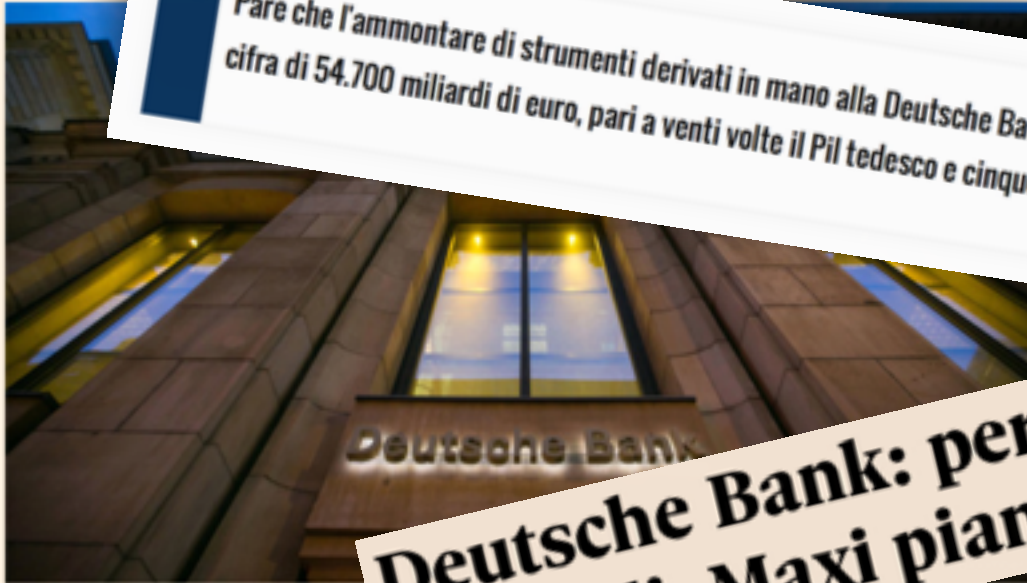 Pare che l'ammontare di strumenti derivati in mano alla Deutsche
cifra di 54.700 miliardi di euro, pari a venti volte il Pil tedesco e
Deutsche Bank
Deutsche Bank:
Maxi